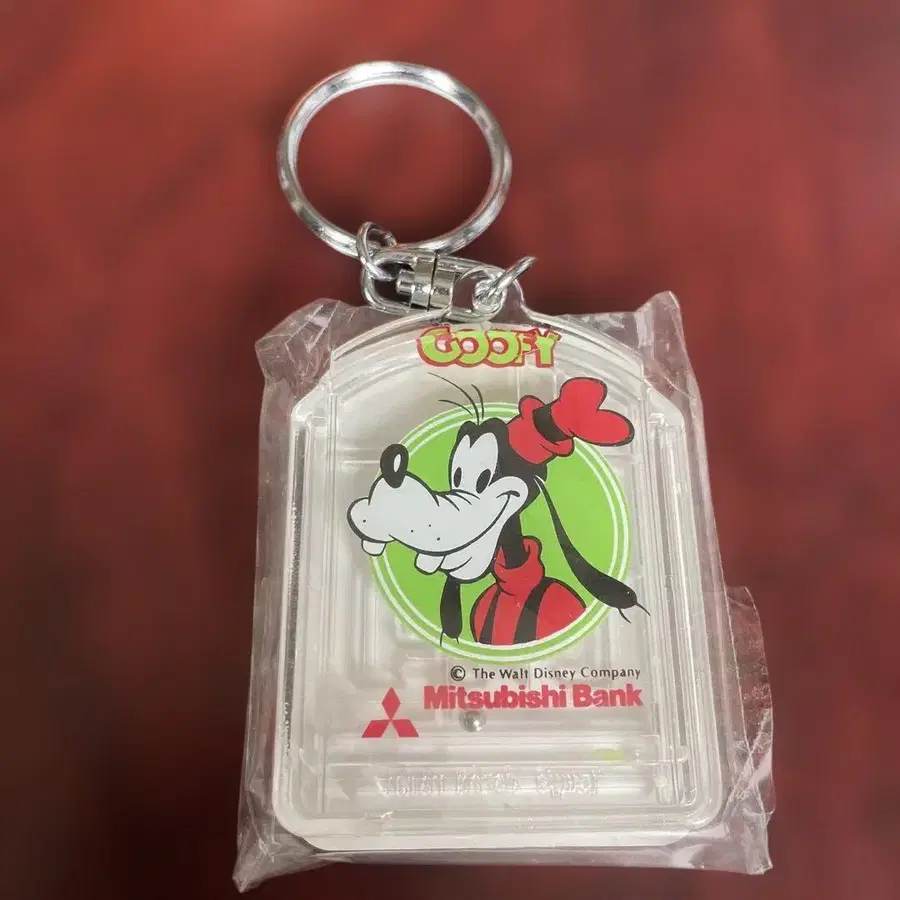 GOOFY
© The Walt Disney Company
Mitsubishi Bank